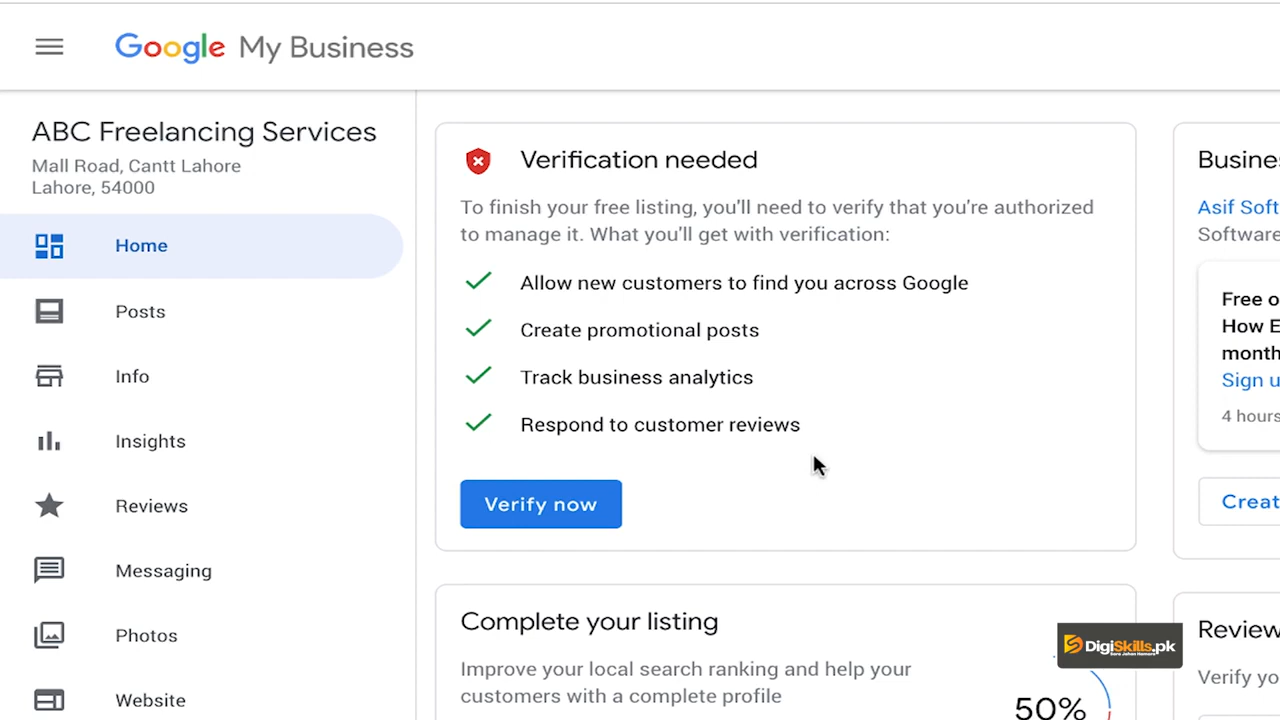 Google My Business
ABC Freelancing Services
Mall Road, Cantt Lahore
Lahore, 54000
Home
Posts
Info
Insights
Reviews
Messaging
Photos
Website
Verification needed
To finish your free listing, you'll need to verify that you're authorized
to manage it. What you'll get with verification:
Allow new customers to find you across Google
Create promotional posts
Track business analytics
Respond to customer reviews
Verify now
Complete your listing
Improve your local search ranking and help your
customers with a complete profile
50%
Busine
Asif Soft
Software
Free o
How E
month
Sign u
4 hours
Creat
Review
Verify yo
DigiSkills.pk